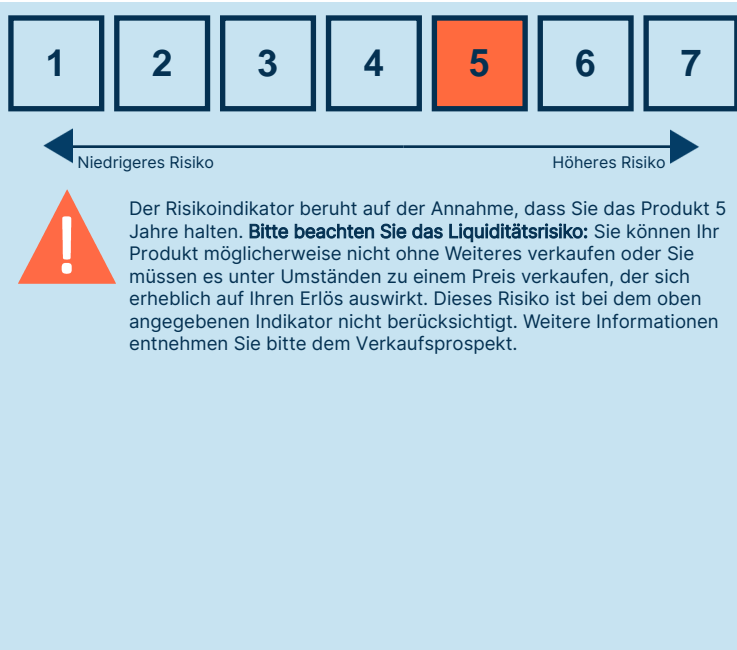 1 2 3 4 5 6 7
Niedrigeres Risiko Höheres Risiko
!
Der Risikoindikator beruht auf der Annahme, dass Sie das Produkt 5
Jahre halten. Bitte beachten Sie das Liquiditätsrisiko: Sie können Ihr
Produkt möglicherweise nicht ohne Weiteres verkaufen oder Sie
müssen es unter Umständen zu einem Preis verkaufen, der sich
erheblich auf Ihren Erlös auswirkt. Dieses Risiko ist bei dem oben
angegebenen Indikator nicht berücksichtigt. Weitere Informationen
entnehmen Sie bitte dem Verkaufsprospekt.